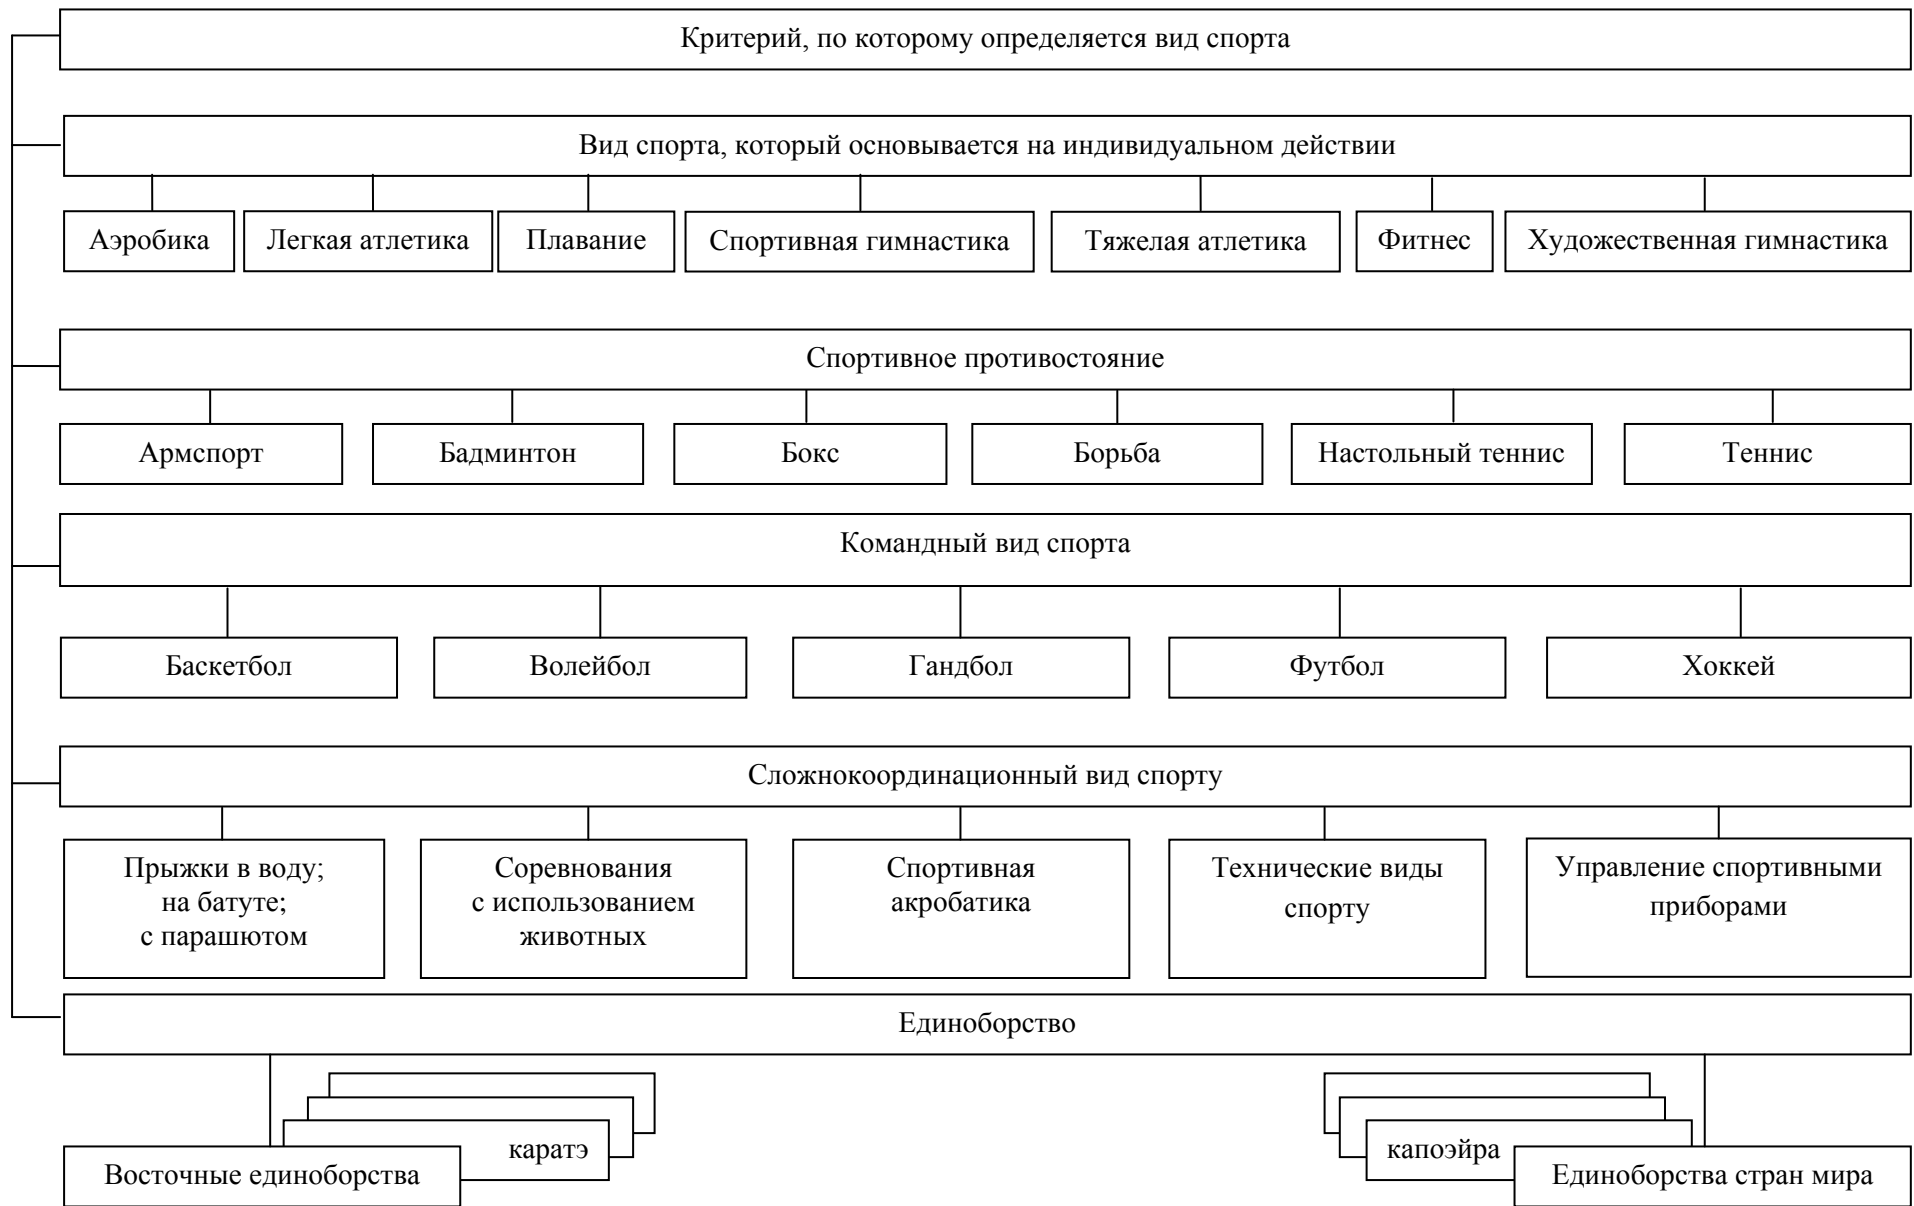 Критерий, по которому определяется вид спорта
Вид спорта, который основывается на индивидуальном действии
Аэробика
Легкая атлетика
Плавание
Спортивная гимнастика
Тяжелая атлетика
Фитнес
Художественная гимнастика
Спортивное противостояние
Армспорт
Бадминтон
Бокс
Борьба
Настольный теннис
Теннис
Командный вид спорта
Баскетбол
Волейбол
Гандбол
Футбол
Хоккей
Сложнокоординационный вид спорту
Прыжки в воду;
на батуте;
с парашютом
Соревнования
с использованием
животных
Спортивная
акробатика
Технические виды
спорту
Управление спортивными
приборами
Единоборство
каратэ
Восточные единоборства
капоэйра
Единоборства стран мира